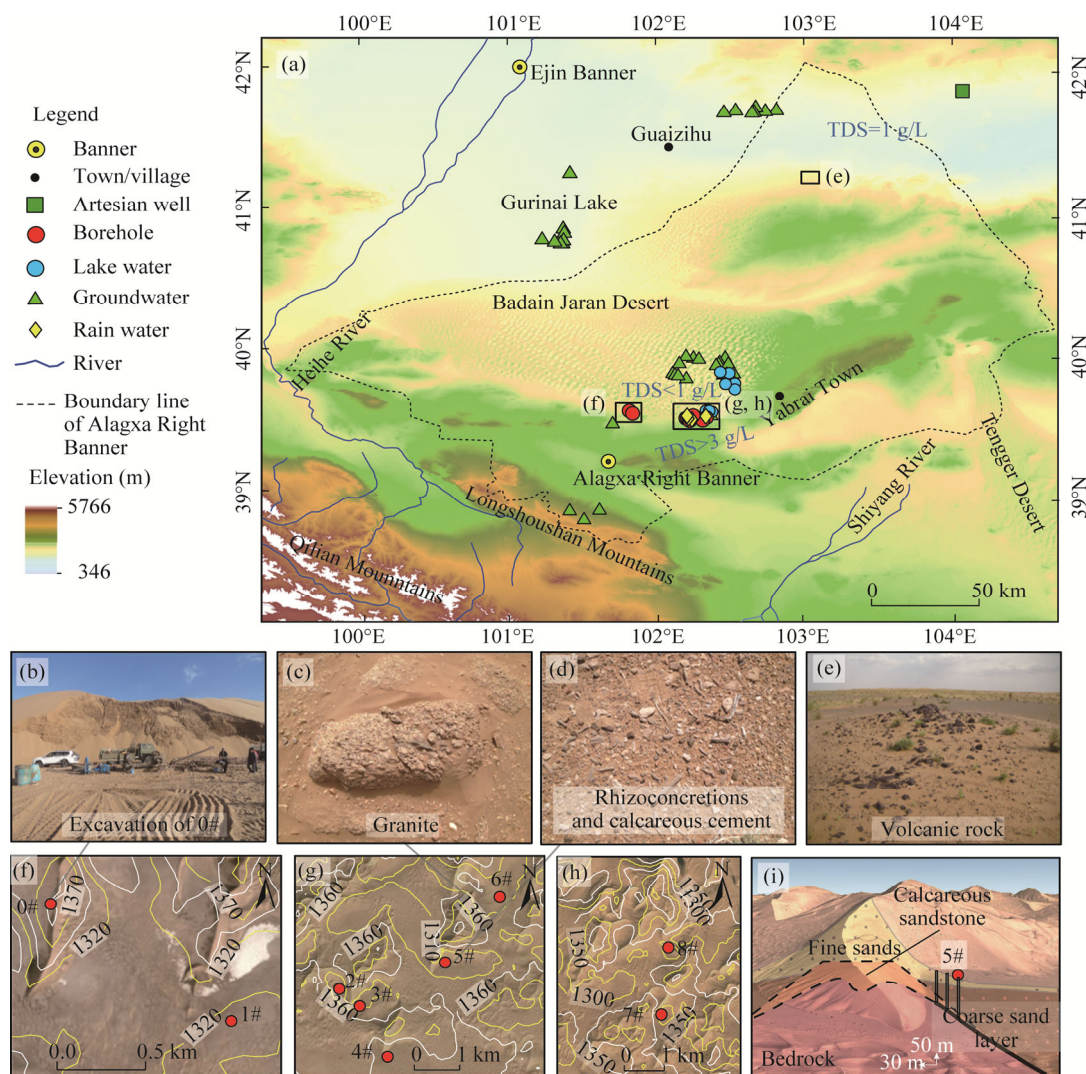 100°E
101°E
102°E
103°E
104°E
(a)
42°N
42°N
Ejin Banner
Legend
Banner
Town/village
Artesian well
Borehole
Lake water
Groundwater
Rain water
River
Boundary line
of Alagxa Right
Banner
Elevation (m)
5766
346
Guaizihu
TDS=1 g/L
(e)
41°N
41°N
Gurinai Lake
Badain Jaran Desert
Heihe River
40°N
40°N
TDS<1 g/L
(f)
(g, h)
Yabrai Town
TDS>3 g/L
Alagxa Right Banner
39°N
39°N
Longshoushan Mountains
Qilian Mounntains
Shiyang River
Tengger Desert
0
50 km
100°E
101°E
102°E
103°E
104°E
(b)
Excavation of 0#
(c)
Granite
(d)
Rhizoconcretions
and calcareous cement
(e)
Volcanic rock
(f)
0#
1370
1320
1370
1320
1320
1#
0.0
0.5 km
(g)
N
1360
6#
1360
1360
1310
5#
2#
1360
3#
1360
4#
0
1 km
(h)
N
1250
1300
1350
8#
1300
7#
1350
1350
0
1 km
(i)
Calcareous
sandstone
Fine sands
5#
Coarse sand
layer
Bedrock
50 m
30 m